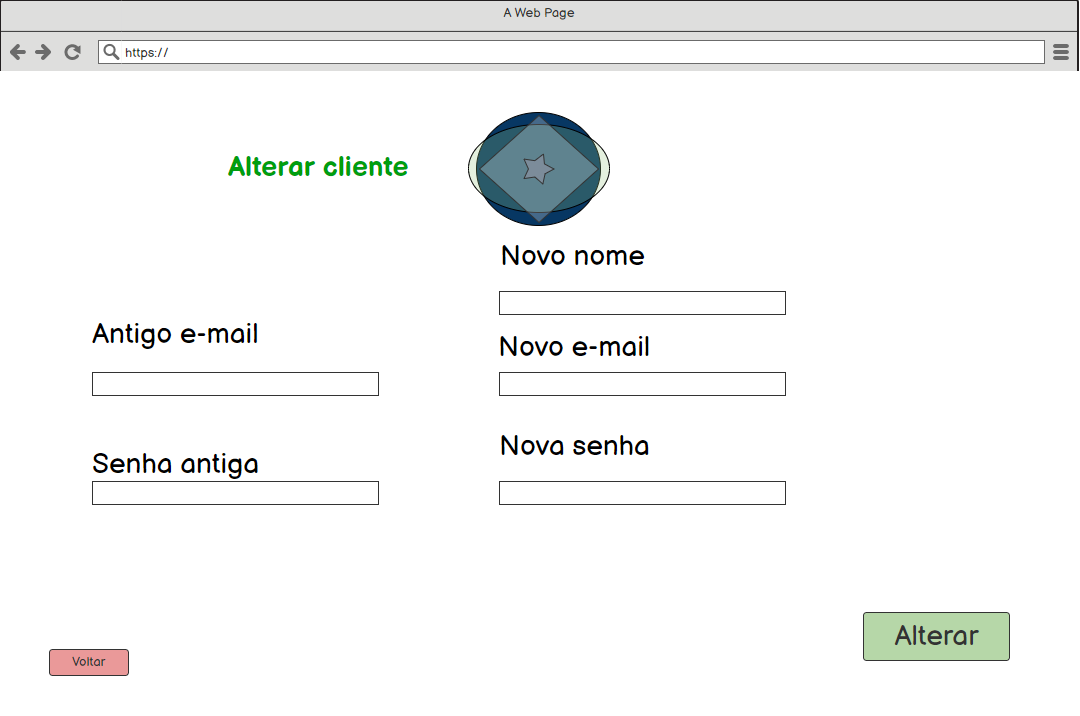 A Web Page
https://
Alterar cliente
Novo nome
Antigo e-mail
Novo e-mail
Senha antiga
Nova senha
Alterar
Voltar